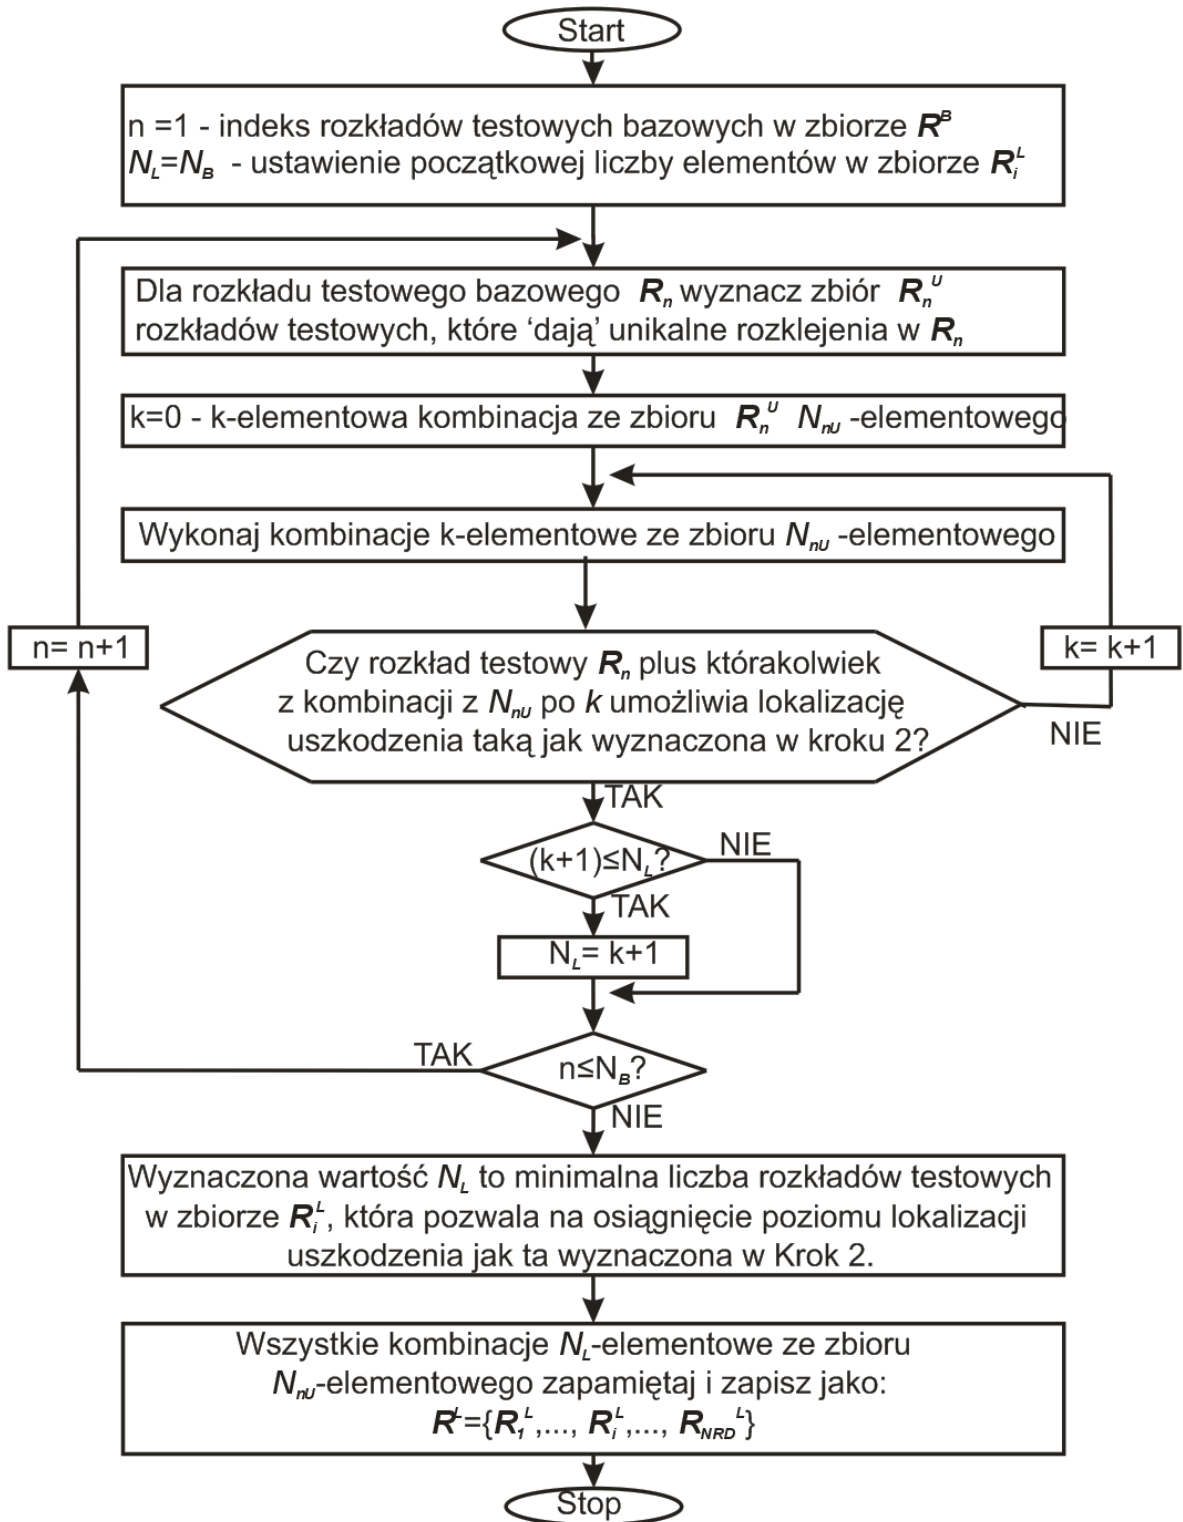 Start
n =1 - indeks rozkładów testowych bazowych w zbiorze R^B
N_L=N_B - ustawienie początkowej liczby elementów w zbiorze R_i^L
Dla rozkładu testowego bazowego R_n wyznacz zbiór R_n^U
rozkładów testowych, które ‘dają’ unikalne rozklejenia w R_n
k=0 - k-elementowa kombinacja ze zbioru R_n^U N_nU -elementowego
Wykonaj kombinacje k-elementowe ze zbioru N_nU -elementowego
n= n+1
k= k+1
Czy rozkład testowy R_n plus którakolwiek
z kombinacji z N_nU po k umożliwia lokalizację
uszkodzenia taką jak wyznaczona w kroku 2?
NIE
TAK
(k+1)≤N_L?
NIE
TAK
N_L= k+1
TAK
n≤N_B?
NIE
Wyznaczona wartość N_L to minimalna liczba rozkładów testowych
w zbiorze R_i^L, która pozwala na osiągnięcie poziomu lokalizacji
uszkodzenia jak ta wyznaczona w Krok 2.
Wszystkie kombinacje N_L-elementowe ze zbioru
N_nU-elementowego zapamiętaj i zapisz jako:
R^L={R_1^L,..., R_i^L,..., R_NRD^L}
Stop